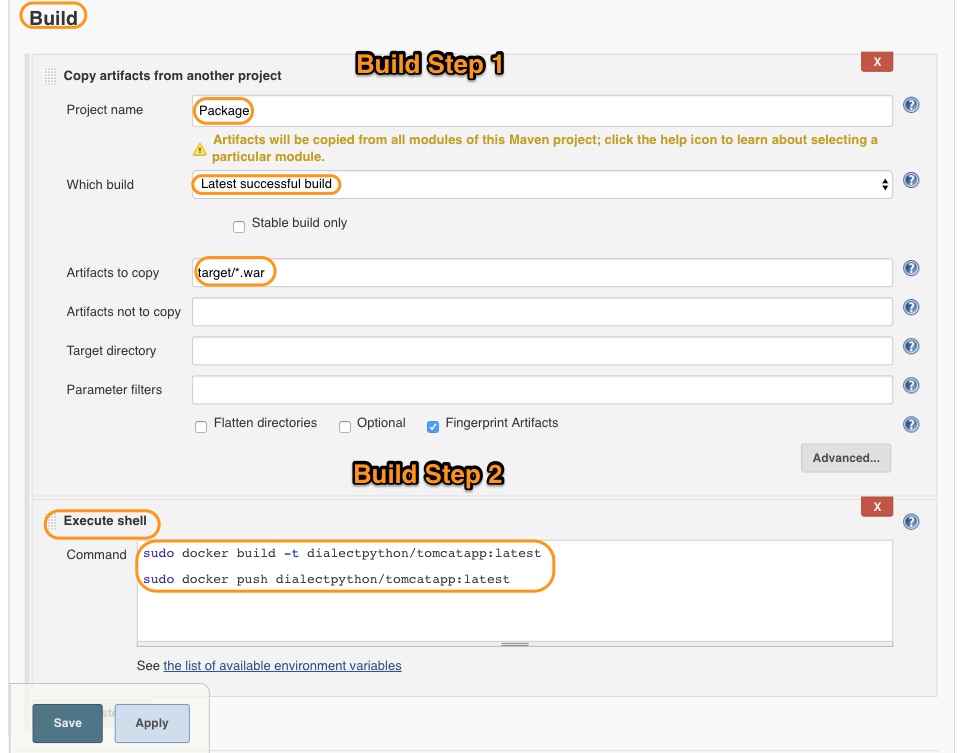 Build
Build Step 1
Copy artifacts from another project
X
Project name
Package
Artifacts will be copied from all modules of this Maven project; click the help icon to learn about selecting a
particular module.
Which build
Latest successful build
Stable build only
Artifacts to copy
target/*.war
Artifacts not to copy
Target directory
Parameter filters
Flatten directories
Optional
Fingerprint Artifacts
Advanced...
Build Step 2
Execute shell
X
Command
sudo docker build -t dialectpython/tomcatapp:latest
sudo docker push dialectpython/tomcatapp:latest
See the list of available environment variables
Save
Apply